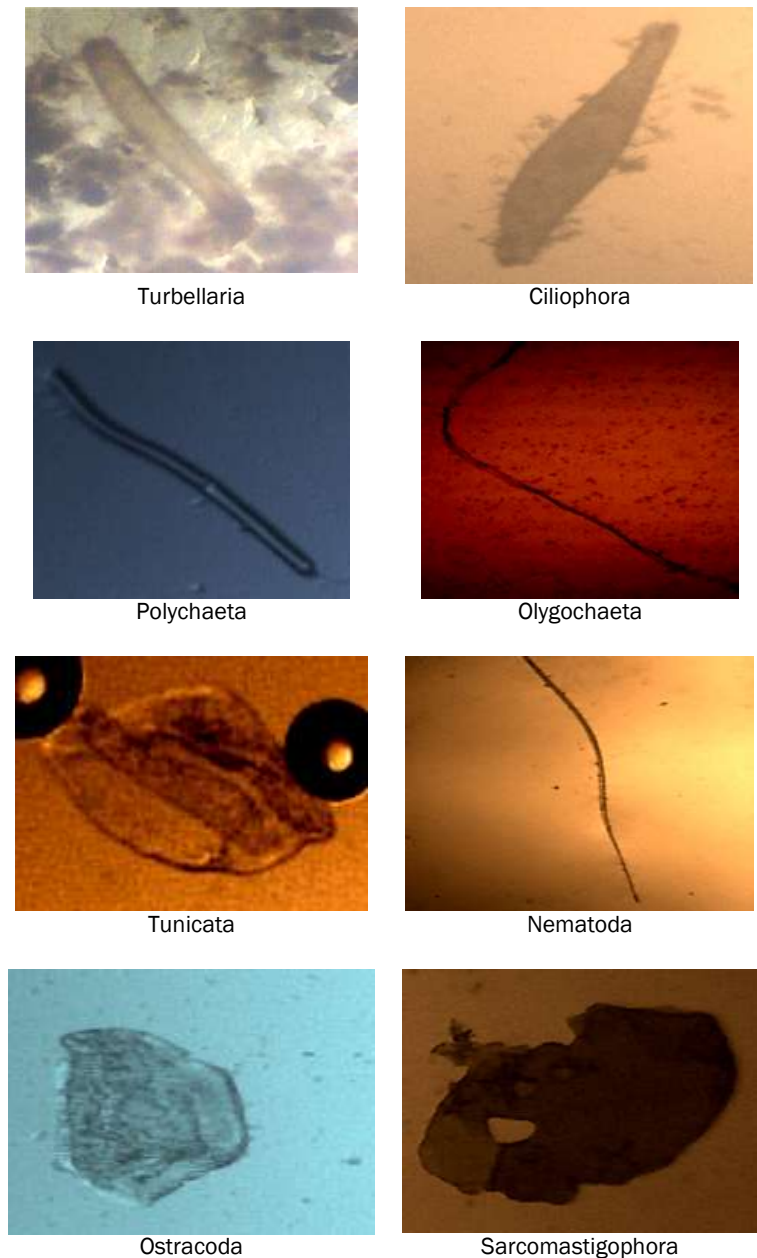 Turbellaria
Ciliophora
Polychaeta
Olygochaeta
Tunicata
Nematoda
Ostracoda
Sarcomastigophora